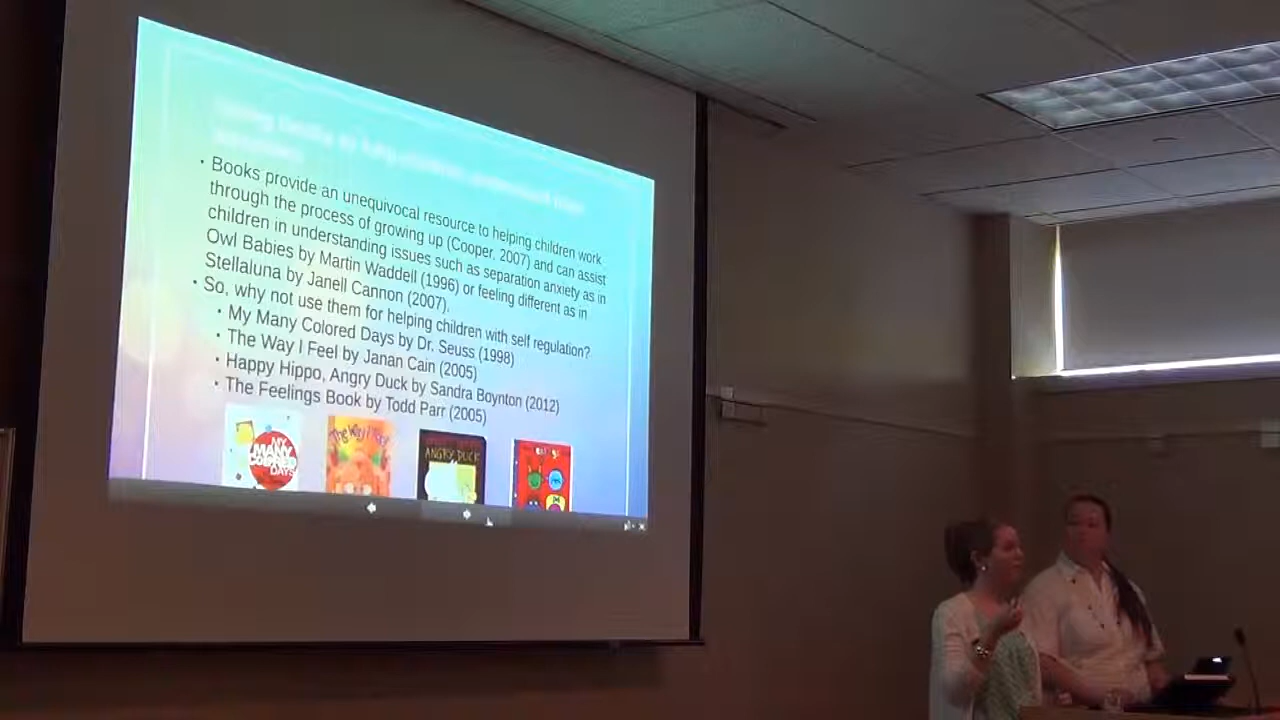 • Books provide an unequivocal resource to helping children work
through the process of growing up (Cooper, 2007) and can assist
children in understanding issues such as separation anxiety as in
Owl Babies by Martin Waddell (1996) or feeling different as in
Stellaluna by Janell Cannon (2007).
• So, why not use them for helping children with self regulation?
• My Many Colored Days by Dr. Seuss (1998)
• The Way I Feel by Janan Cain (2005)
• Happy Hippo, Angry Duck by Sandra Boynton (2012)
• The Feelings Book by Todd Parr (2005)
MY
MANY
COLORED
DAYS
The Way I Feel
ANGRY DUCK